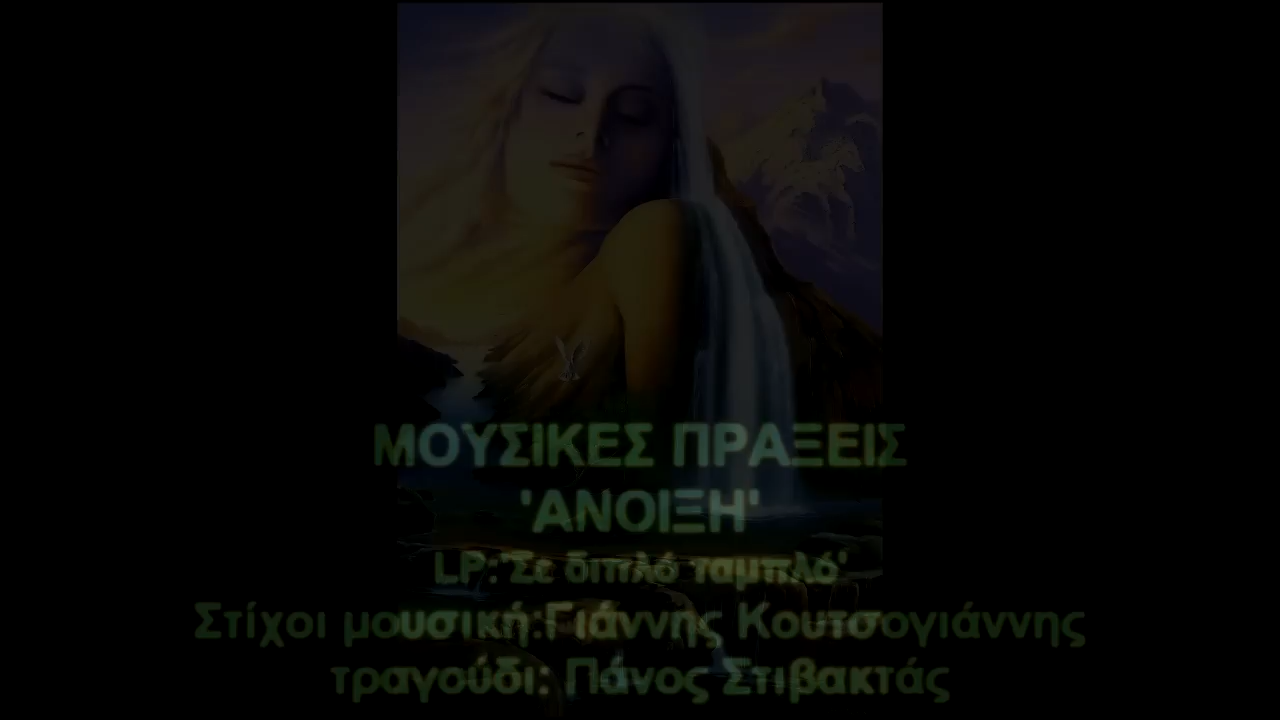 ΜΟΥΣΙΚΕΣ ΠΡΑΞΕΙΣ
'ΑΝΟΙΞΗ'
LP:'Σε διπλό ταμπλό'
Στίχοι μουσική:Γιάννης Κουτσογιάννης
τραγούδι: Πάνος Στιβακτάς